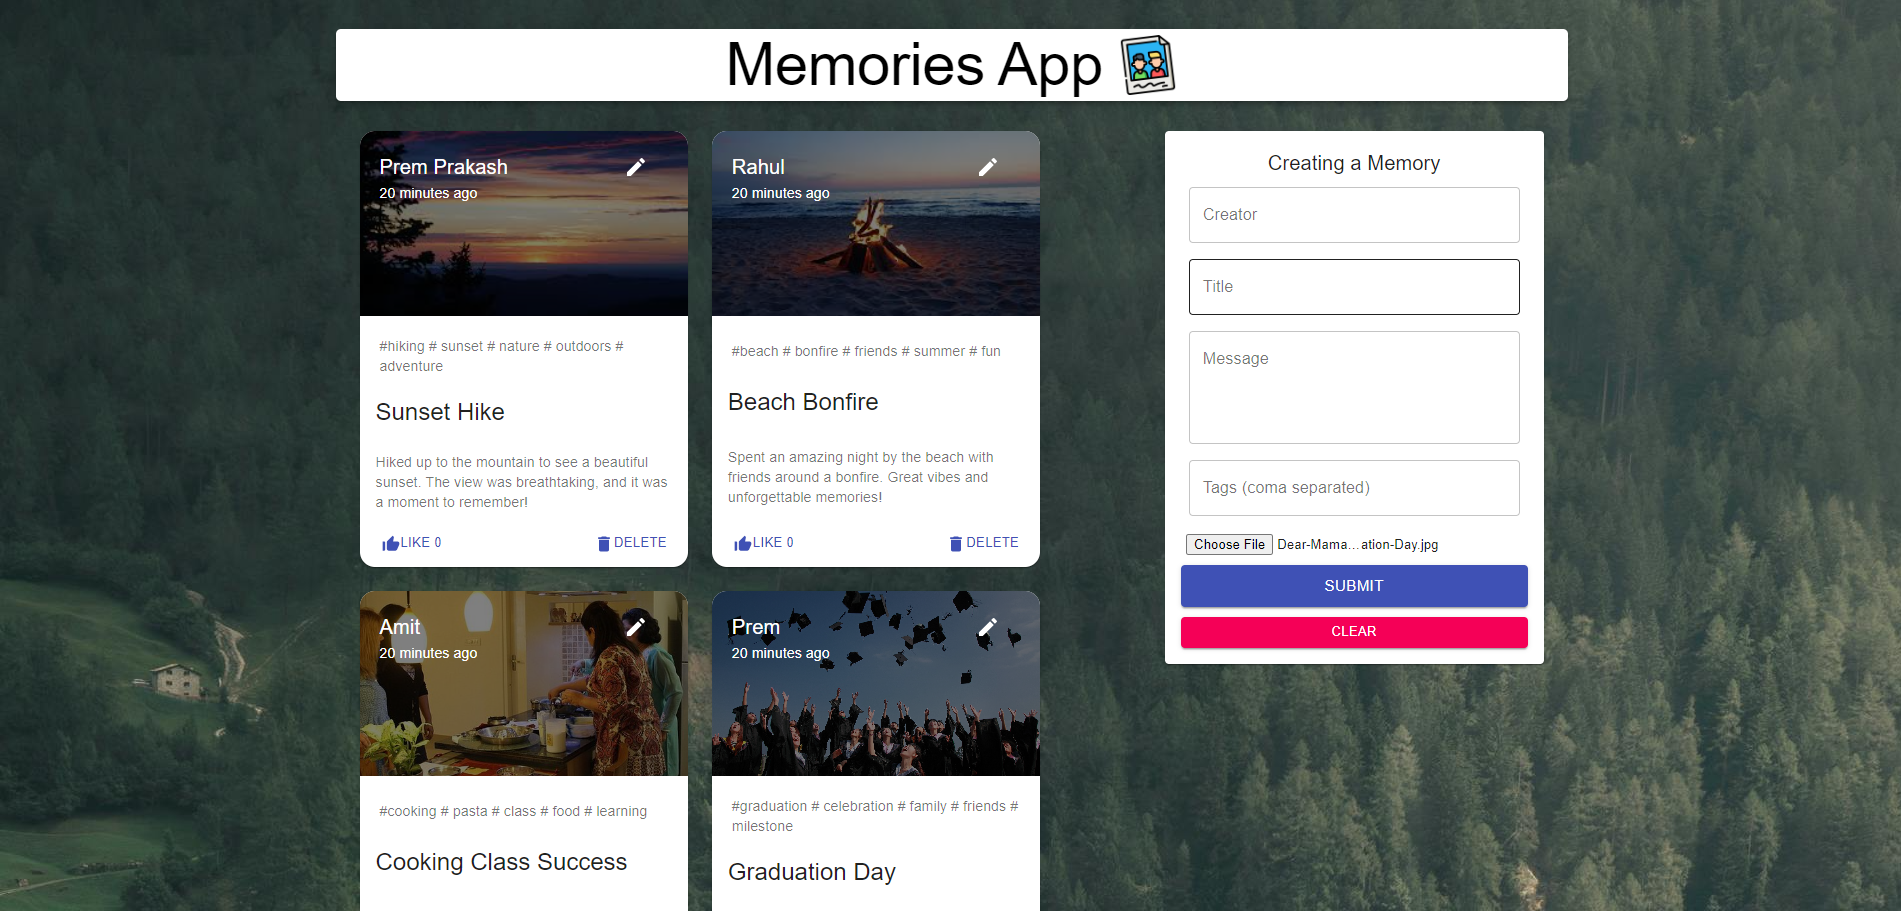 Memories App
Prem Prakash
20 minutes ago
#hiking # sunset # nature # outdoors #
adventure
Sunset Hike
Hiked up to the mountain to see a beautiful
sunset. The view was breathtaking, and it was
a moment to remember!
LIKE 0
DELETE
Rahul
20 minutes ago
#beach # bonfire # friends # summer # fun
Beach Bonfire
Spent an amazing night by the beach with
friends around a bonfire. Great vibes and
unforgettable memories!
LIKE 0
DELETE
Amit
20 minutes ago
#cooking # pasta # class # food # learning
Cooking Class Success
Prem
20 minutes ago
#graduation # celebration # family # friends #
milestone
Graduation Day
Creating a Memory
Creator
Title
Message
Tags (coma separated)
Choose File Dear-Mama...ation-Day.jpg
SUBMIT
CLEAR